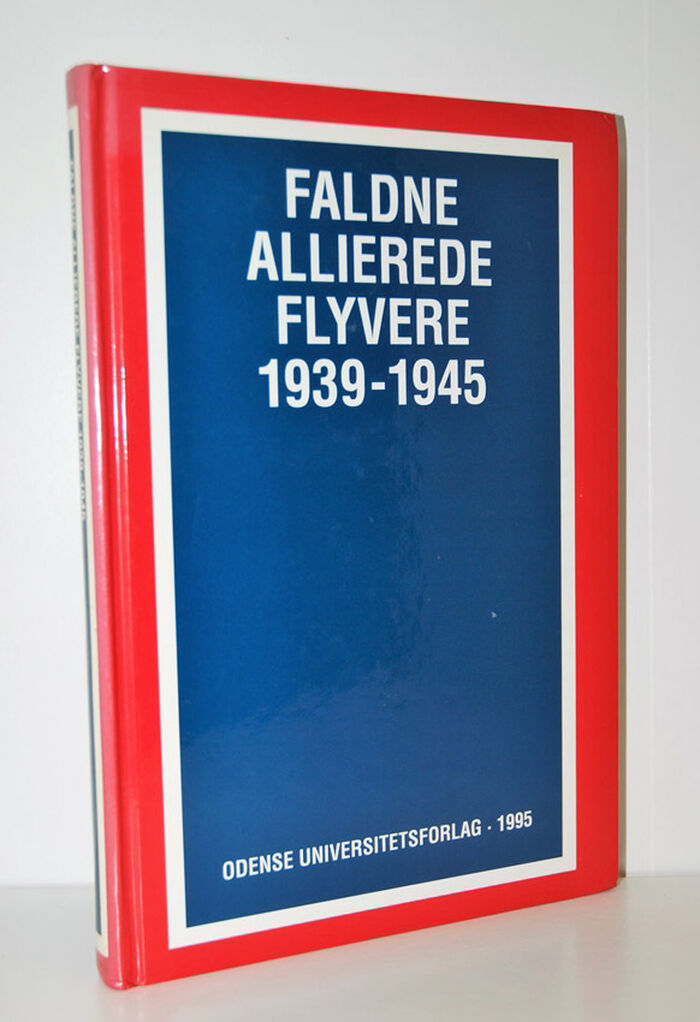 FALDNE
ALLIEREDE
FLYVERE
1939-1945
ODENSE UNIVERSITETSFORLAG · 1995